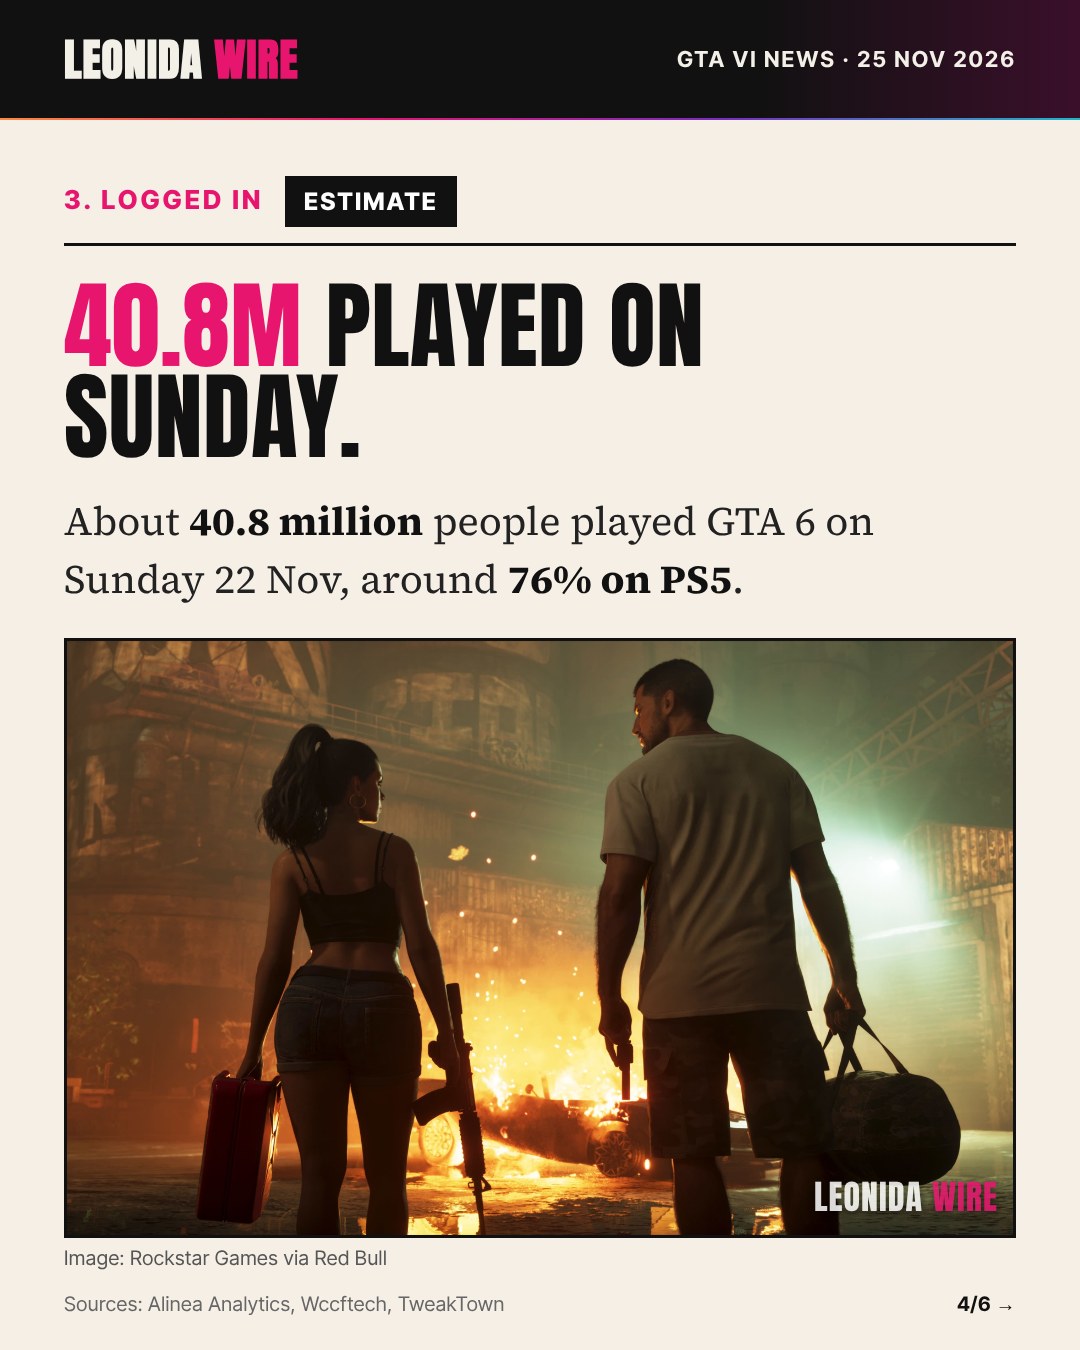 LEONIDA WIRE
GTA VI NEWS · 25 NOV 2026
3. LOGGED IN
ESTIMATE
40.8M PLAYED ON
SUNDAY.
About 40.8 million people played GTA 6 on
Sunday 22 Nov, around 76% on PS5.
LEONIDA WIRE
Image: Rockstar Games via Red Bull
Sources: Alinea Analytics, Wccftech, TweakTown
4/6 →